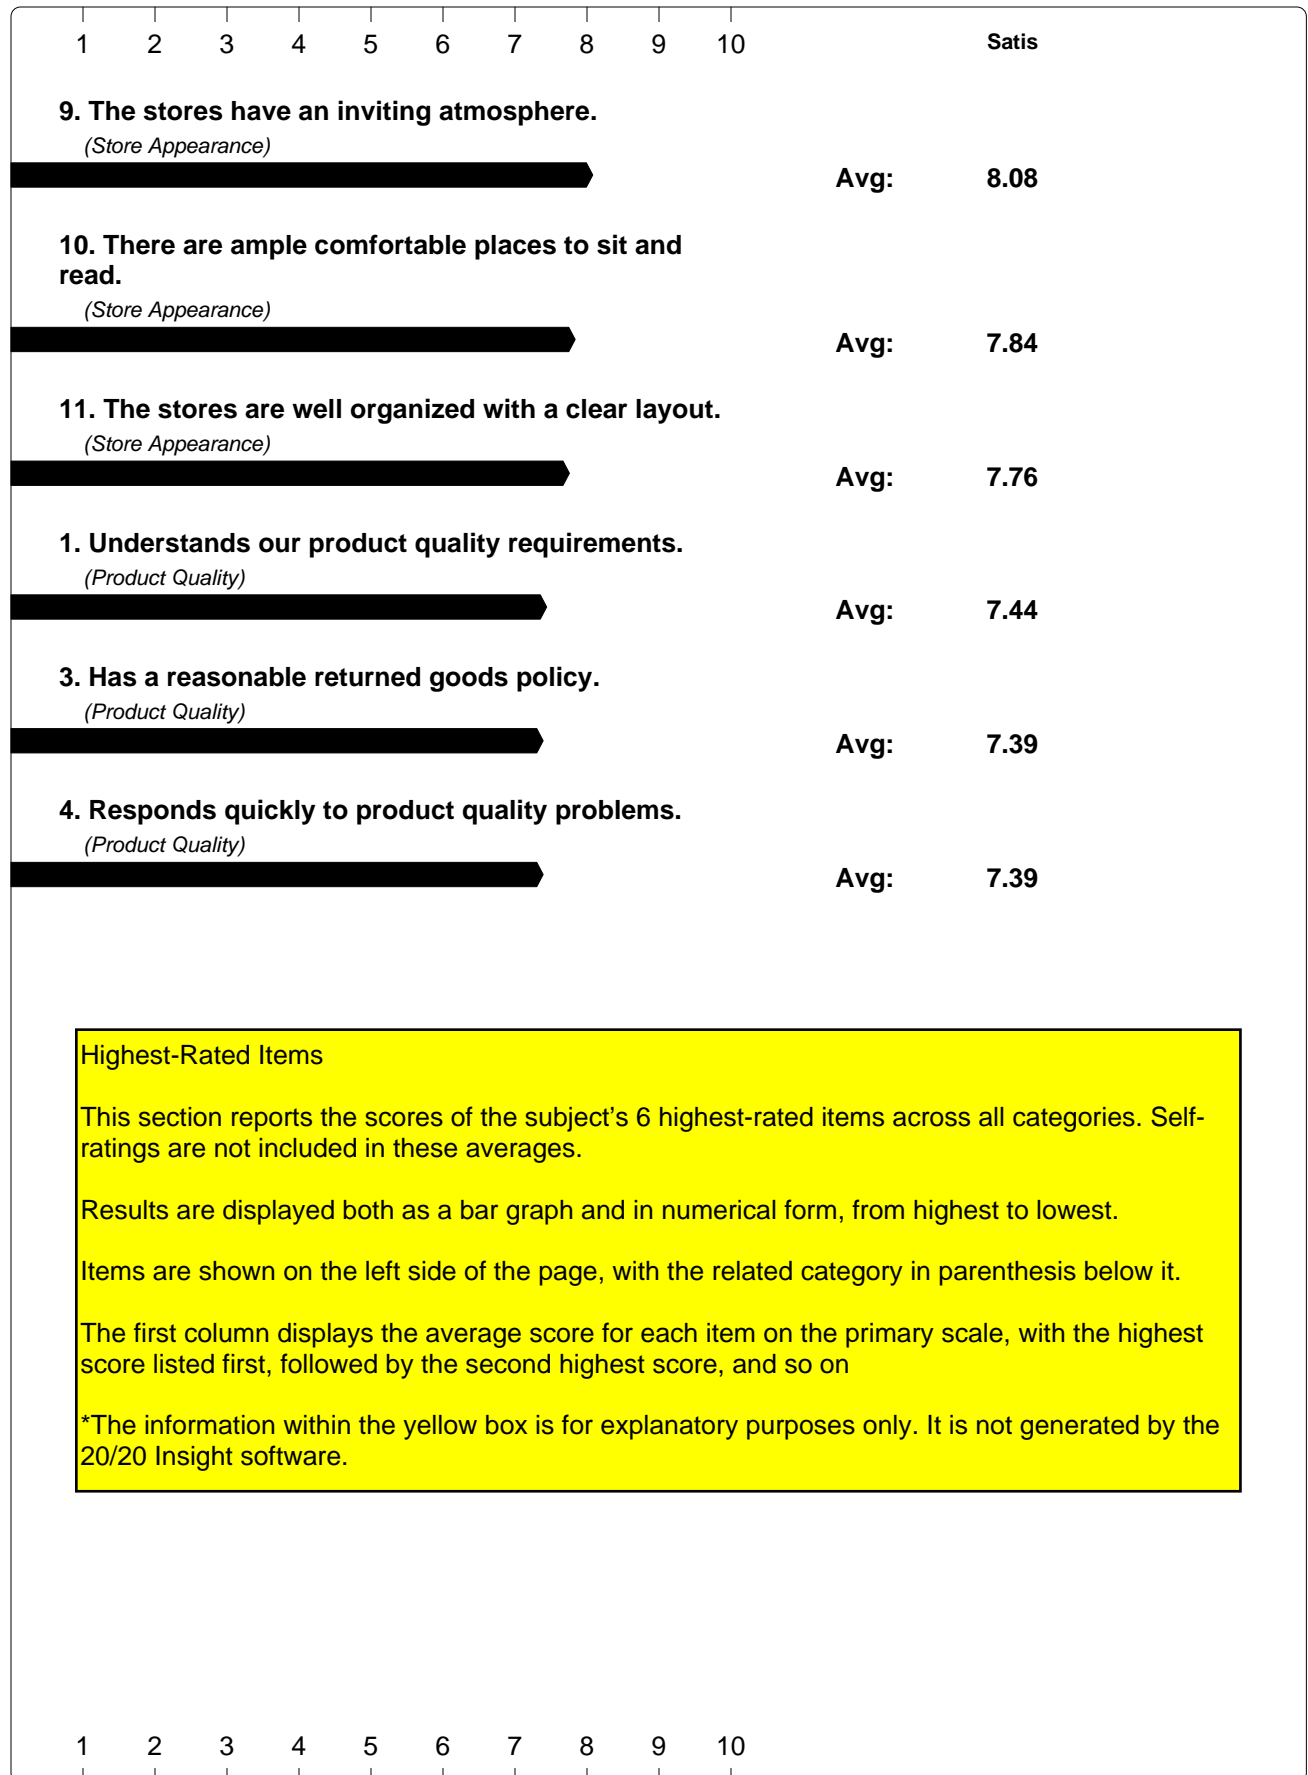 1 2 3 4 5 6 7 8 9 10 Satis
9. The stores have an inviting atmosphere.
(Store Appearance)
Avg: 8.08
10. There are ample comfortable places to sit and
read.
(Store Appearance)
Avg: 7.84
11. The stores are well organized with a clear layout.
(Store Appearance)
Avg: 7.76
1. Understands our product quality requirements.
(Product Quality)
Avg: 7.44
3. Has a reasonable returned goods policy.
(Product Quality)
Avg: 7.39
4. Responds quickly to product quality problems.
(Product Quality)
Avg: 7.39
Highest-Rated Items
This section reports the scores of the subject's 6 highest-rated items across all categories. Self-
ratings are not included in these averages.
Results are displayed both as a bar graph and in numerical form, from highest to lowest.
Items are shown on the left side of the page, with the related category in parenthesis below it.
The first column displays the average score for each item on the primary scale, with the highest
score listed first, followed by the second highest score, and so on
*The information within the yellow box is for explanatory purposes only. It is not generated by the
20/20 Insight software.
1 2 3 4 5 6 7 8 9 10